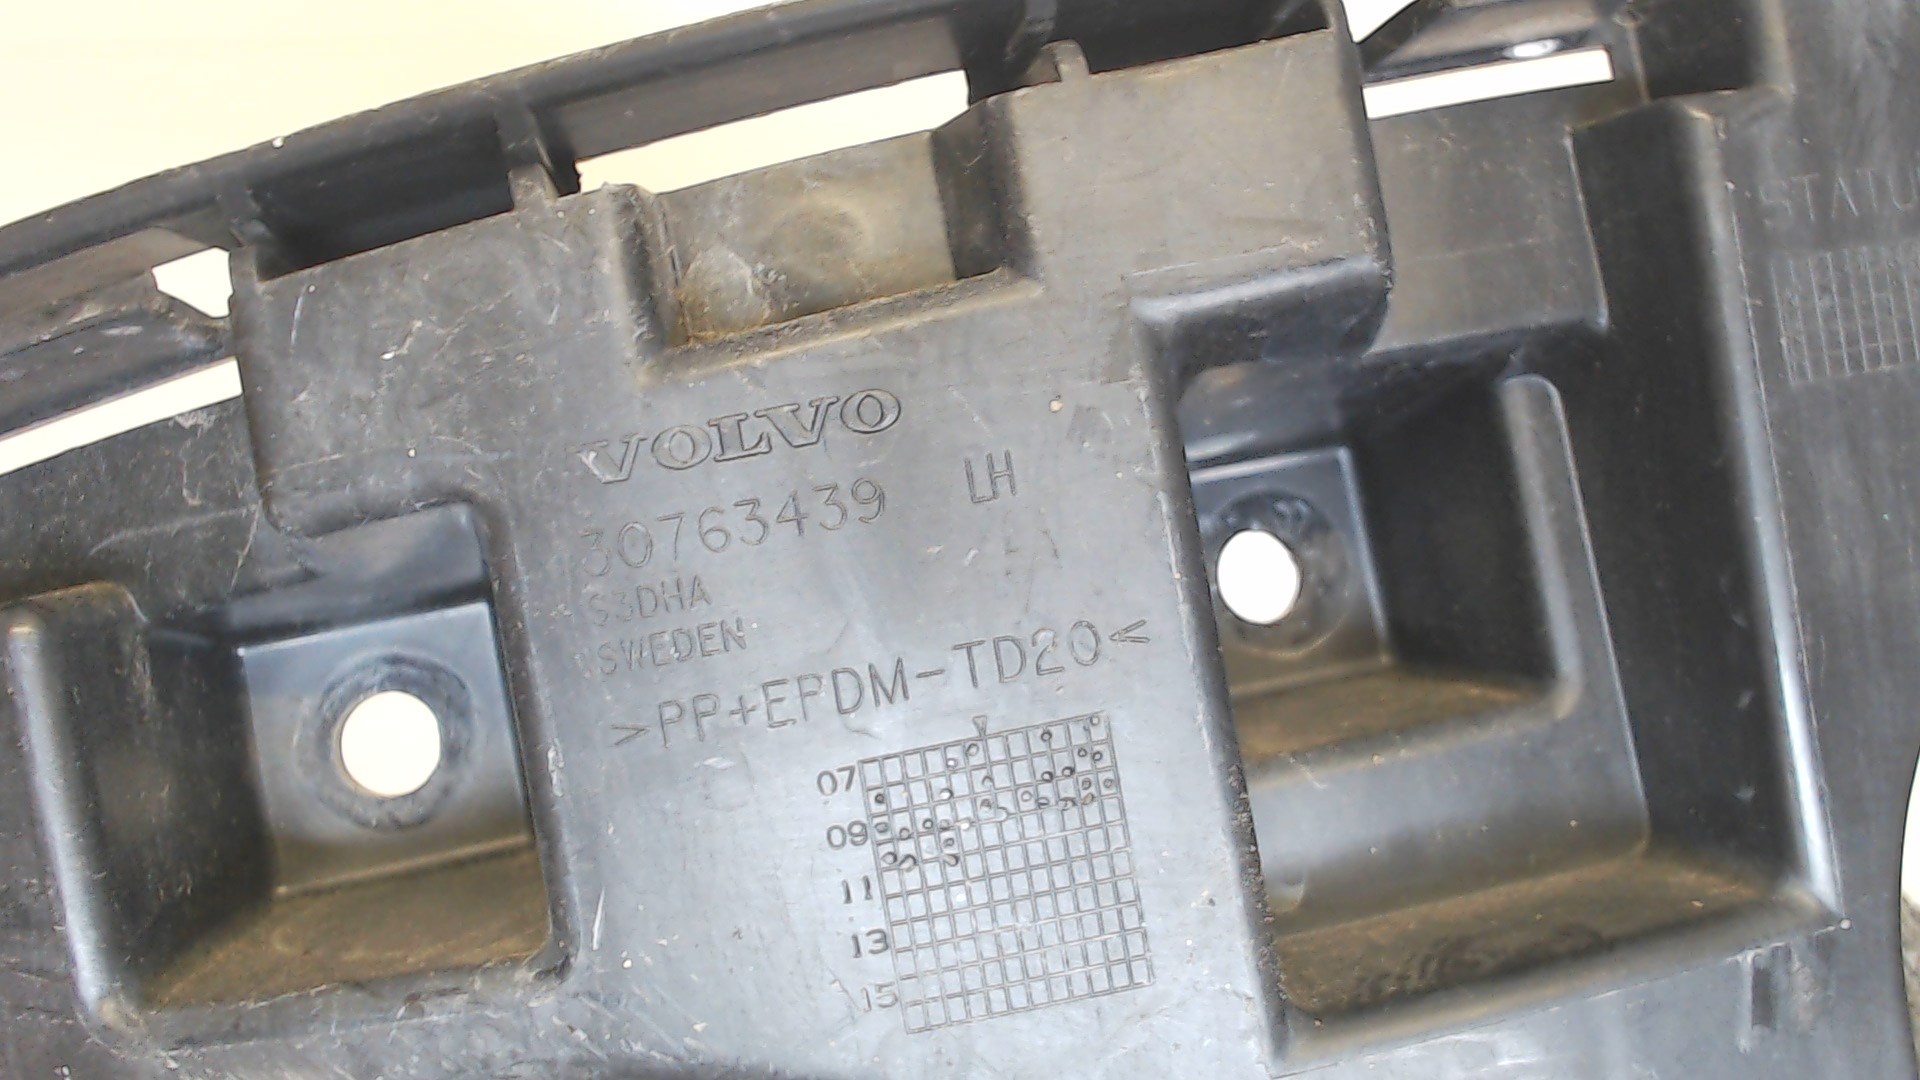 VOLVO
30763439 LH
S3DHA
SWEDEN
>PP+EPDM-TD20<
07
09
11
13
15